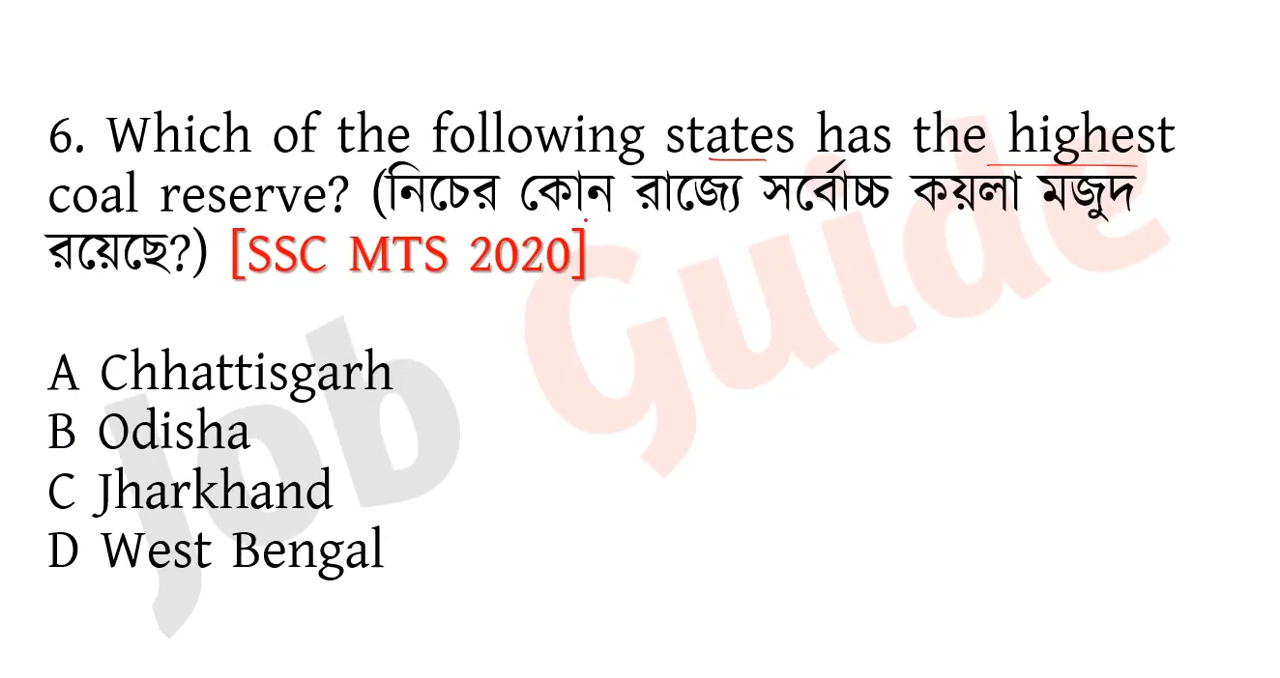 6. Which of the following states has the highest
coal reserve? (নিচের কোন রাজ্যে সর্বোচ্চ কয়লা মজুদ
রয়েছে?) [SSC MTS 2020]
A Chhattisgarh
B Odisha
C Jharkhand
D West Bengal
Job Guide